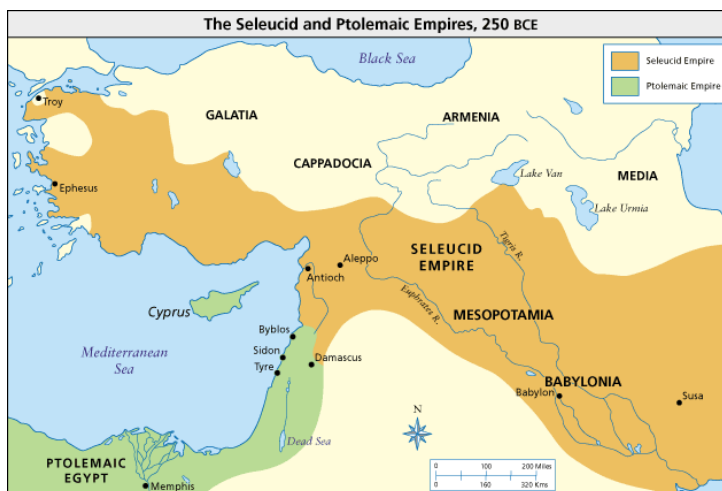 The Seleucid and Ptolemaic Empires, 250 BCE
Black Sea
Seleucid Empire
Ptolemaic Empire
Troy
GALATIA
ARMENIA
CAPPADOCIA
Lake Van
MEDIA
Ephesus
Lake Urmia
Tigris R.
SELEUCID
EMPIRE
Aleppo
Antioch
Euphrates R.
Cyprus
MESOPOTAMIA
Byblos
Mediterranean
Sea
Sidon
Tyre
Damascus
BABYLONIA
Babylon
Susa
N
Dead Sea
PTOLEMAIC
EGYPT
Memphis
0 100 200 Miles
0 160 320 Kms